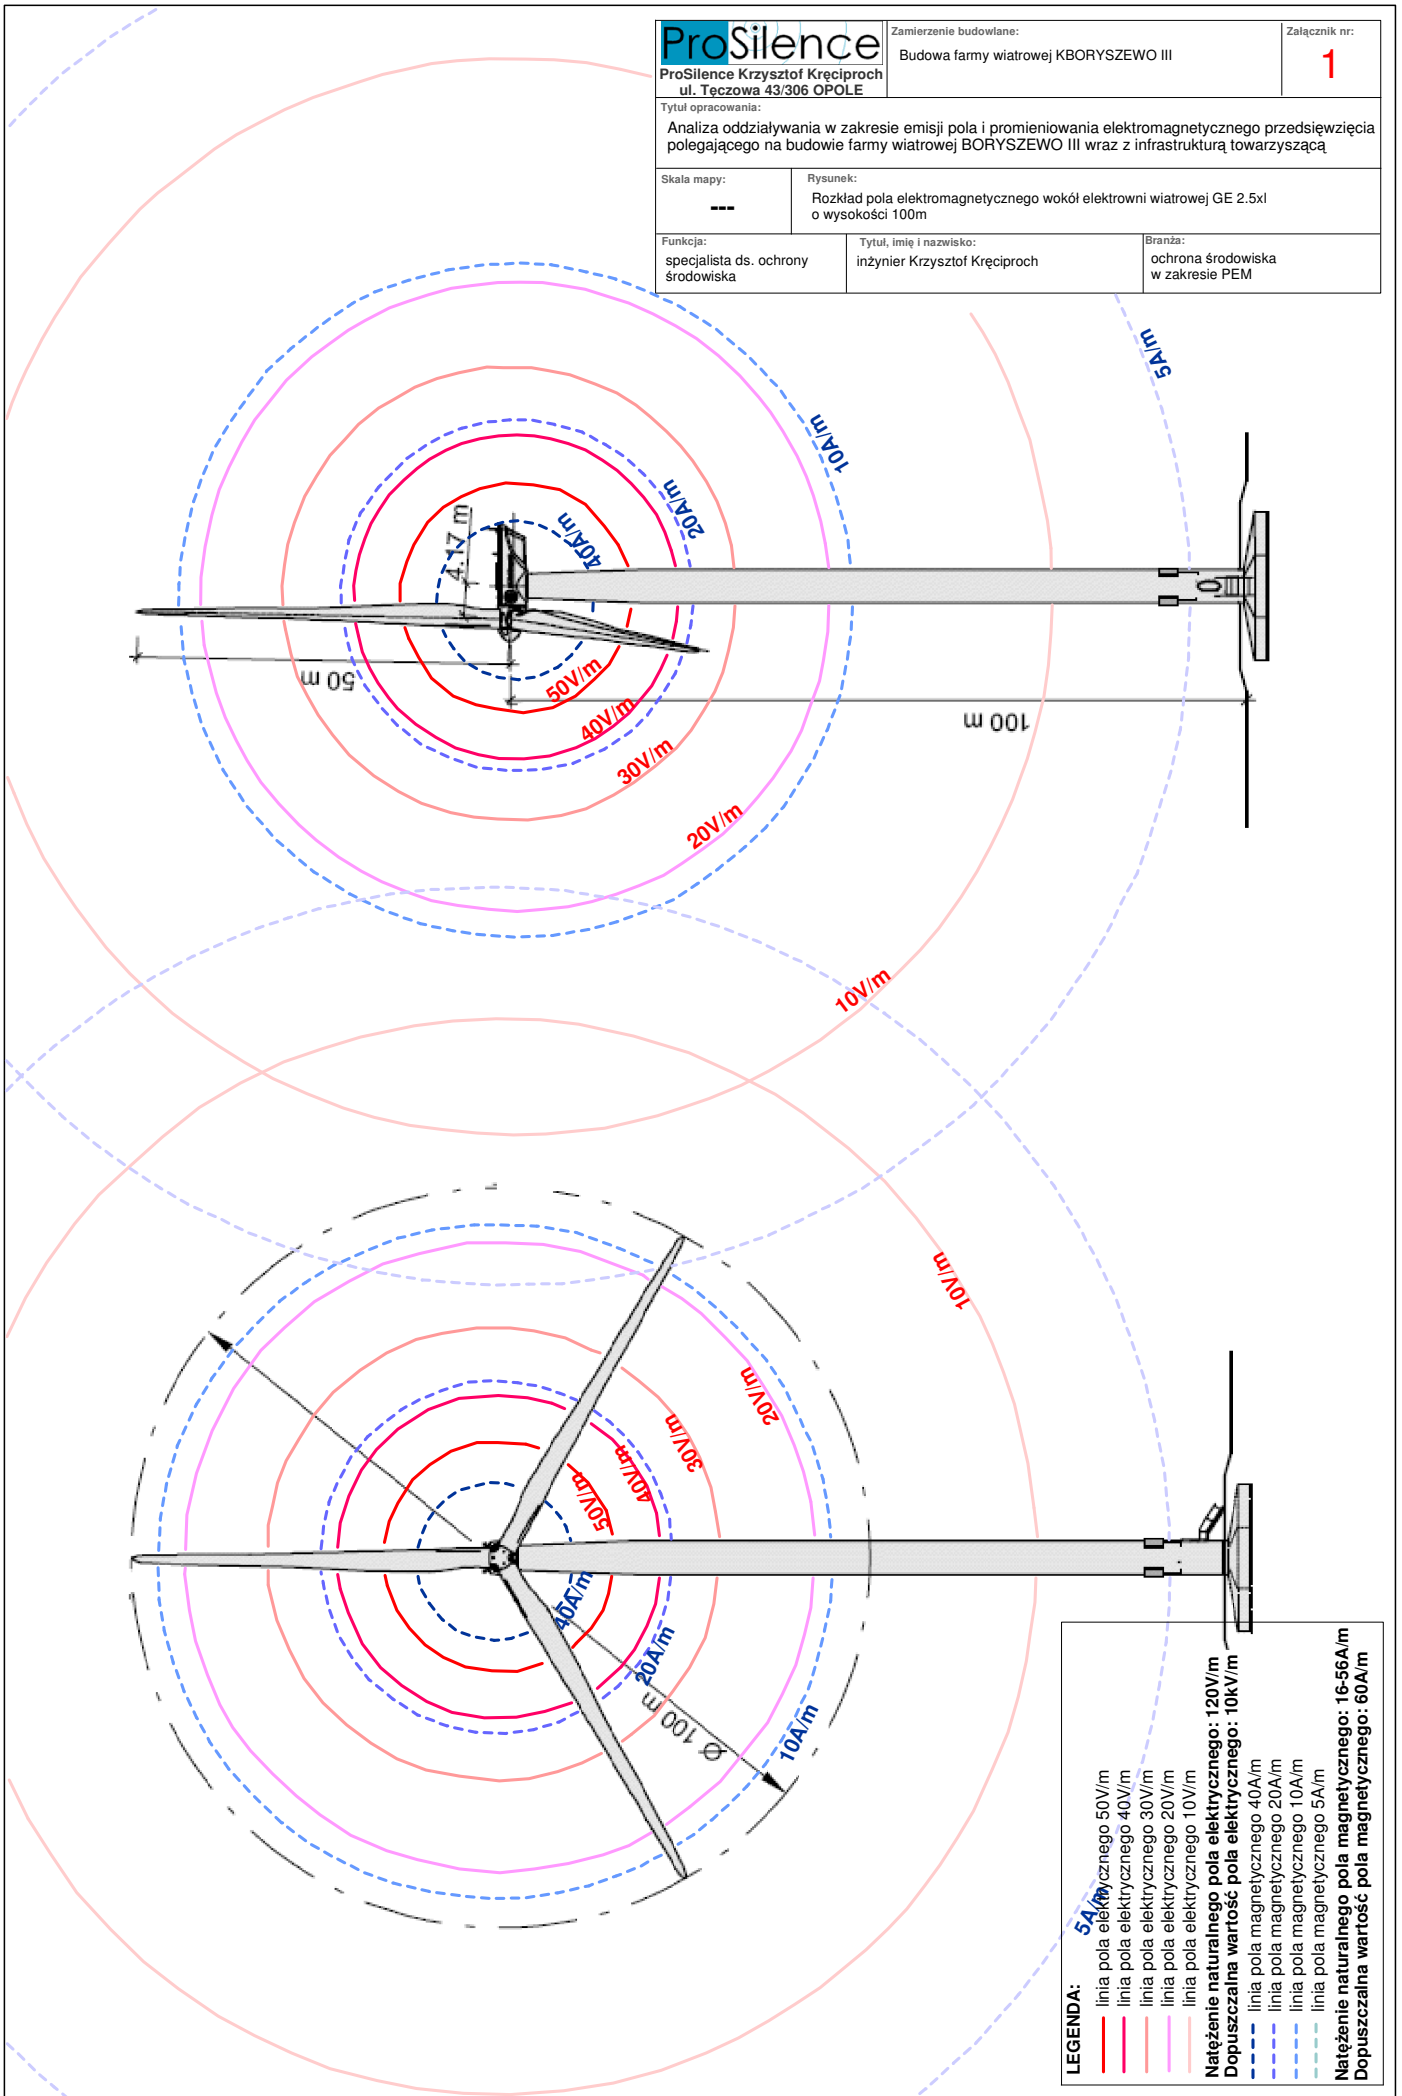 ProSilence
ProSilence Krzysztof Kręciproch
ul. Tęczowa 43/306 OPOLE
Zamierzenie budowlane:
Budowa farmy wiatrowej KBORYSZEWO III
Załącznik nr:
1
Tytuł opracowania:
Analiza oddziaływania w zakresie emisji pola i promieniowania elektromagnetycznego przedsięwzięcia
polegającego na budowie farmy wiatrowej BORYSZEWO III wraz z infrastrukturą towarzyszącą
Skala mapy:
---
Rysunek:
Rozkład pola elektromagnetycznego wokół elektrowni wiatrowej GE 2.5xl
o wysokości 100m
Funkcja:
specjalista ds. ochrony
środowiska
Tytuł, imię i nazwisko:
inżynier Krzysztof Kręciproch
Branża:
ochrona środowiska
w zakresie PEM
5A/m
10A/m
20A/m
40A/m
4.17 m
50 m
100 m
50V/m
40V/m
30V/m
20V/m
10V/m
10V/m
20V/m
30V/m
40V/m
50V/m
40A/m
20A/m
Ø 100 m
10A/m
5A/m
LEGENDA:
linia pola elektrycznego 50V/m
linia pola elektrycznego 40V/m
linia pola elektrycznego 30V/m
linia pola elektrycznego 20V/m
linia pola elektrycznego 10V/m
Natężenie naturalnego pola elektrycznego: 120V/m
Dopuszczalna wartość pola elektrycznego: 10kV/m
linia pola magnetycznego 40A/m
linia pola magnetycznego 20A/m
linia pola magnetycznego 10A/m
linia pola magnetycznego 5A/m
Natężenie naturalnego pola magnetycznego: 16-56A/m
Dopuszczalna wartość pola magnetycznego: 60A/m